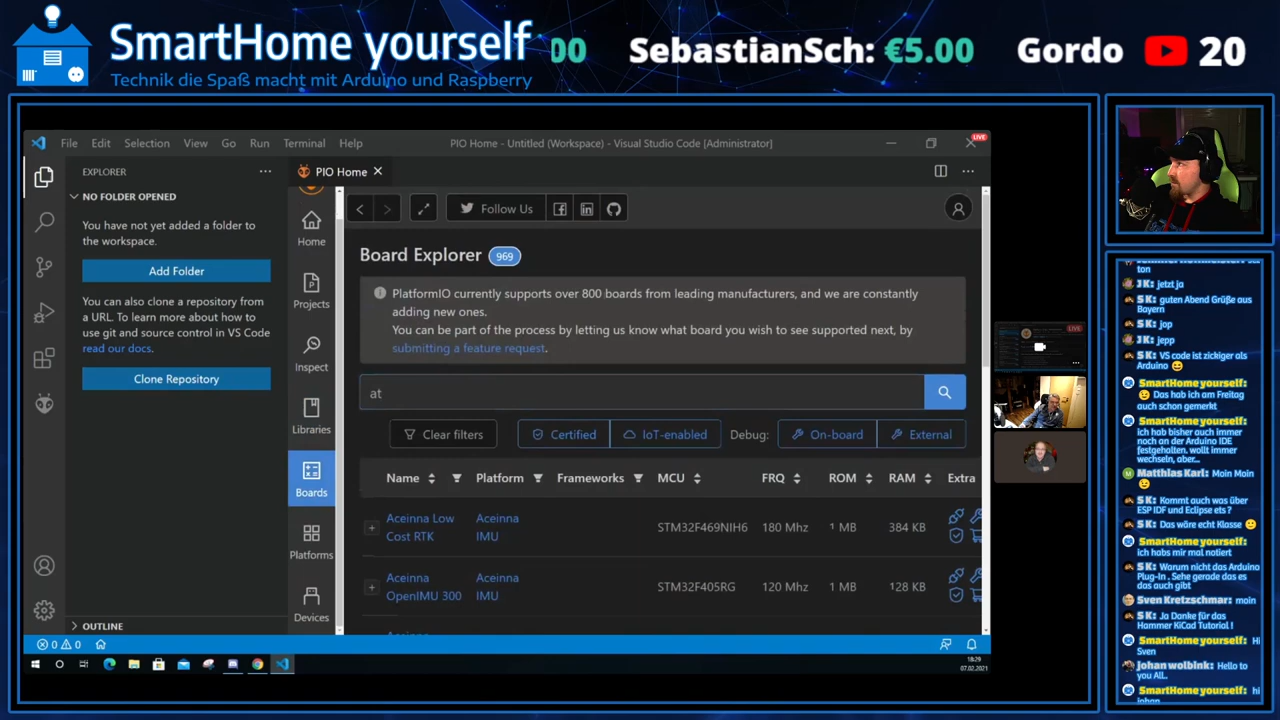 SmartHome yourself
Technik die Spaß macht mit Arduino und Raspberry
00 SebastianSch: €5.00 Gordo 20
File Edit Selection View Go Run Terminal Help
PIO Home - Untitled (Workspace) - Visual Studio Code [Administrator]
LIVE
EXPLORER
NO FOLDER OPENED
You have not yet added a folder to
the workspace.
Add Folder
You can also clone a repository from
a URL. To learn more about how to
use git and source control in VS Code
read our docs.
Clone Repository
OUTLINE
PIO Home
Home
Projects
Inspect
Libraries
Boards
Platforms
Devices
Follow Us
Board Explorer 969
PlatformIO currently supports over 800 boards from leading manufacturers, and we are constantly
adding new ones.
You can be part of the process by letting us know what board you wish to see supported next, by
submitting a feature request.
at
Clear filters Certified IoT-enabled Debug: On-board External
Name Platform Frameworks MCU FRQ ROM RAM Extra
Aceinna Low
Cost RTK
Aceinna
IMU
STM32F469NIH6 180 Mhz 1 MB 384 KB
Aceinna
OpenIMU 300
Aceinna
IMU
STM32F405RG 120 Mhz 1 MB 128 KB
0 0
18:29
07.02.2021
LIVE
ton
JK: jetzt ja
SK: guten Abend Grüße aus
Bayern
SK: jop
JK: jepp
SK: VS code ist zickiger als
Arduino
SmartHome yourself:
Das hab ich am Freitag
auch schon gemerkt
SmartHome yourself:
ich hab bisher auch immer
noch an der Arduino IDE
festgehalten. wollt immer
wechseln, aber...
Matthias Karl: Moin Moin
SK: Kommt auch was über
ESP IDF und Eclipse ets ?
SK: Das wäre echt Klasse
SmartHome yourself:
ich habs mir mal notiert
SK: Warum nicht das Arduino
Plug-In . Sehe gerade das es
das auch gibt
Sven Kretzschmar: moin
SK: Ja Danke für das
Hammer KiCad Tutorial !
SmartHome yourself: Hi
Sven
johan wolbink: Hello to
you All..
SmartHome yourself: hi
johan